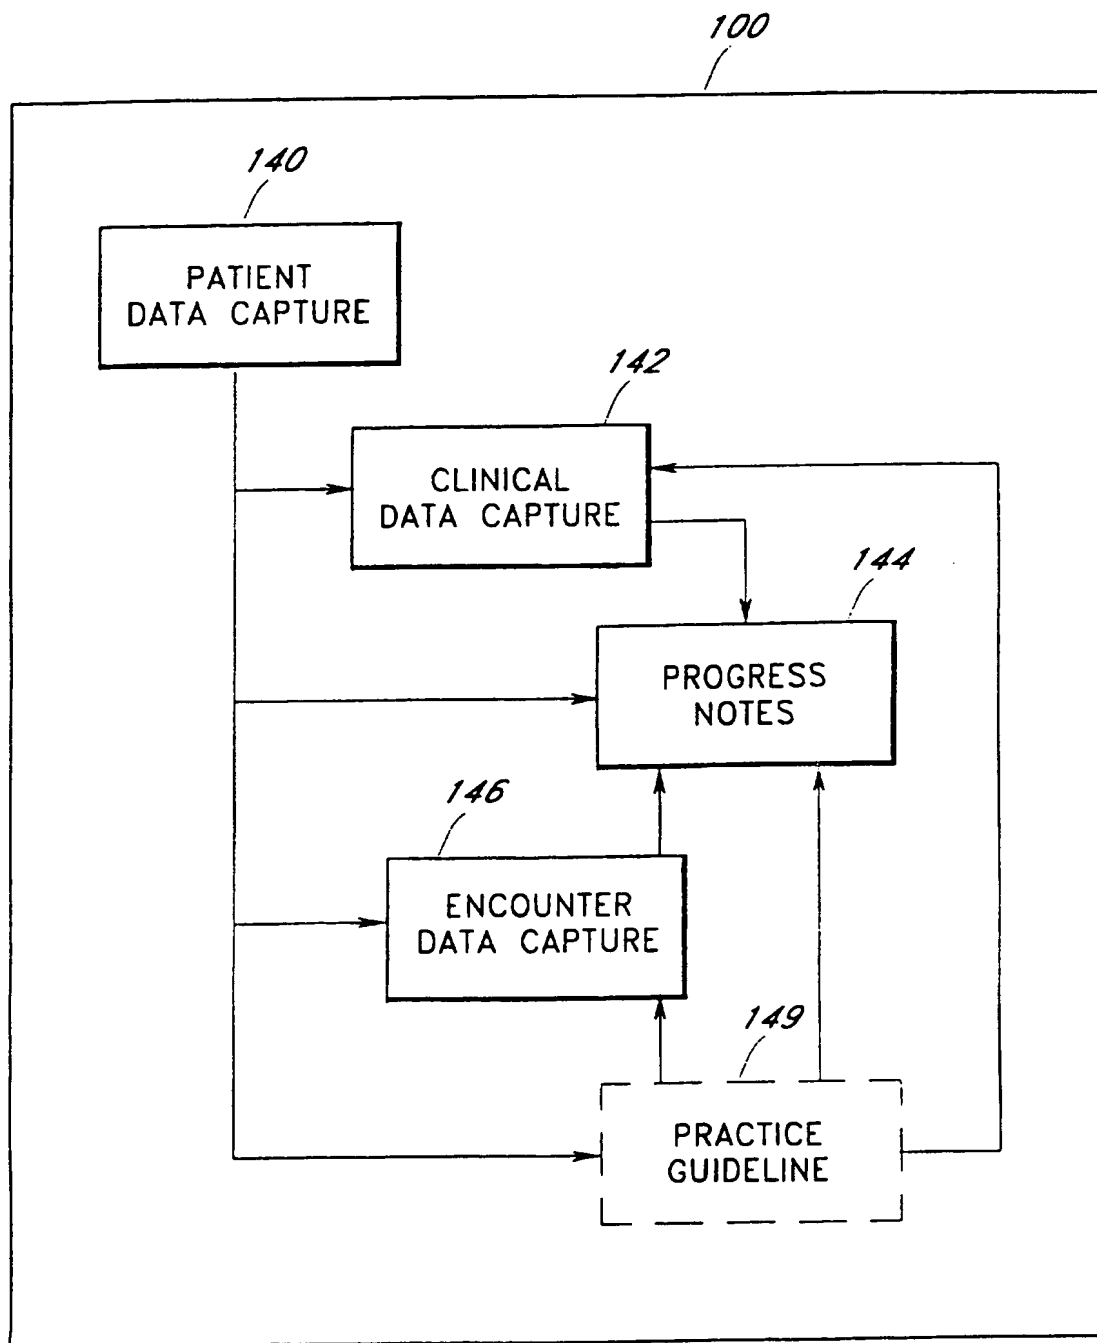 100
140
PATIENT
DATA CAPTURE
142
CLINICAL
DATA CAPTURE
144
PROGRESS
NOTES
146
ENCOUNTER
DATA CAPTURE
149
PRACTICE
GUIDELINE